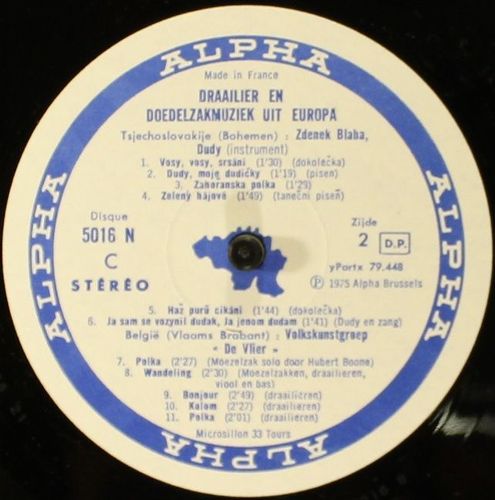 ALPHA
Made in France
DRAAILIER EN
DOEDELZAKMUZIEK UIT EUROPA
Tsjechoslovakije (Bohemen) : Zdenek Blaha,
Dudy (instrument)
1. Vosy, vosy, sršáni (1'30) (dokolečka)
2. Dudy, moje dudičky (1'19) (pisen)
3. Zahoranska polka (1'29)
4. Zelený hájově (1'49) (taneční piseň)
Disque
5016 N
C
STÉRÉO
Zijde
2 D.P.
yPartx 79.448
Ⓟ 1975 Alpha Brussels
ALPHA
ALPHA
5. Haž purū cikáni (1'44) (dokolečka)
6. Ja sam se vozynil dudak, Ja jenom dudam (1'41) (Dudy en zang)
België (Vlaams Brabant) : Volkskunstgroep
« De Vlier »
7. Polka (2'27) (Moezelzak solo door Hubert Boone)
8. Wandeling (2'30) (Moezelzakken, draailieren,
viool en bas)
9. Bonjour (2'49) (draailieren)
10. Kalom (2'27) (draailieren)
11. Polka (2'01) (draailieren)
Microsillon 33 Tours
ALPHA